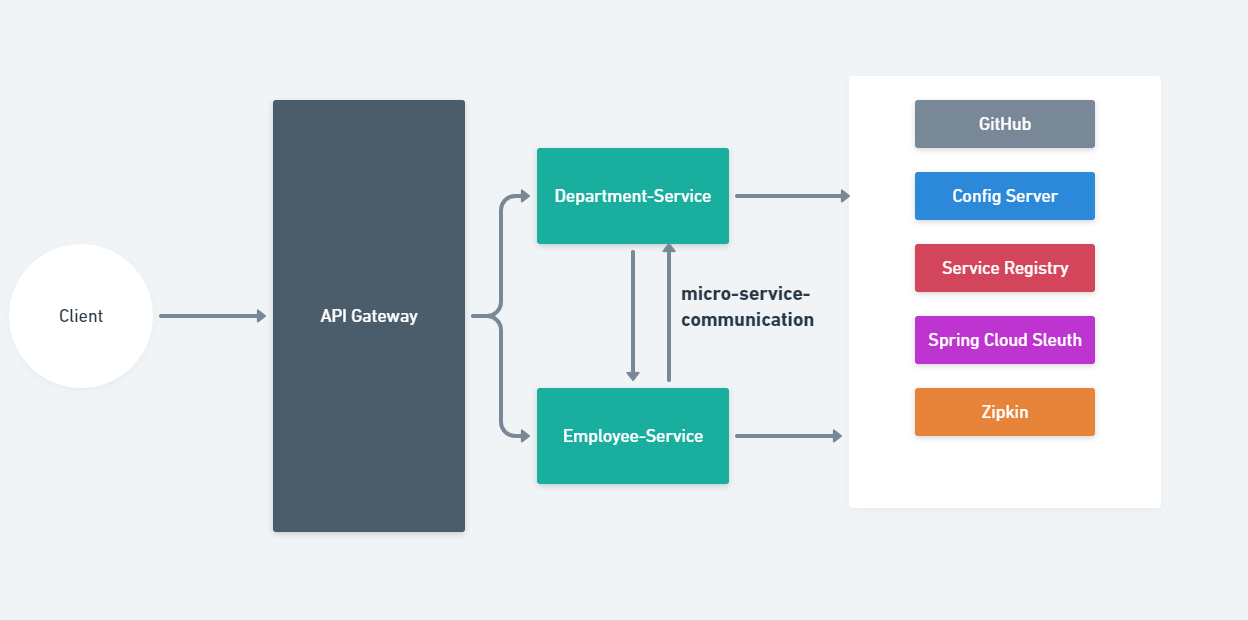 Client
API Gateway
Department-Service
micro-service-
communication
Employee-Service
GitHub
Config Server
Service Registry
Spring Cloud Sleuth
Zipkin